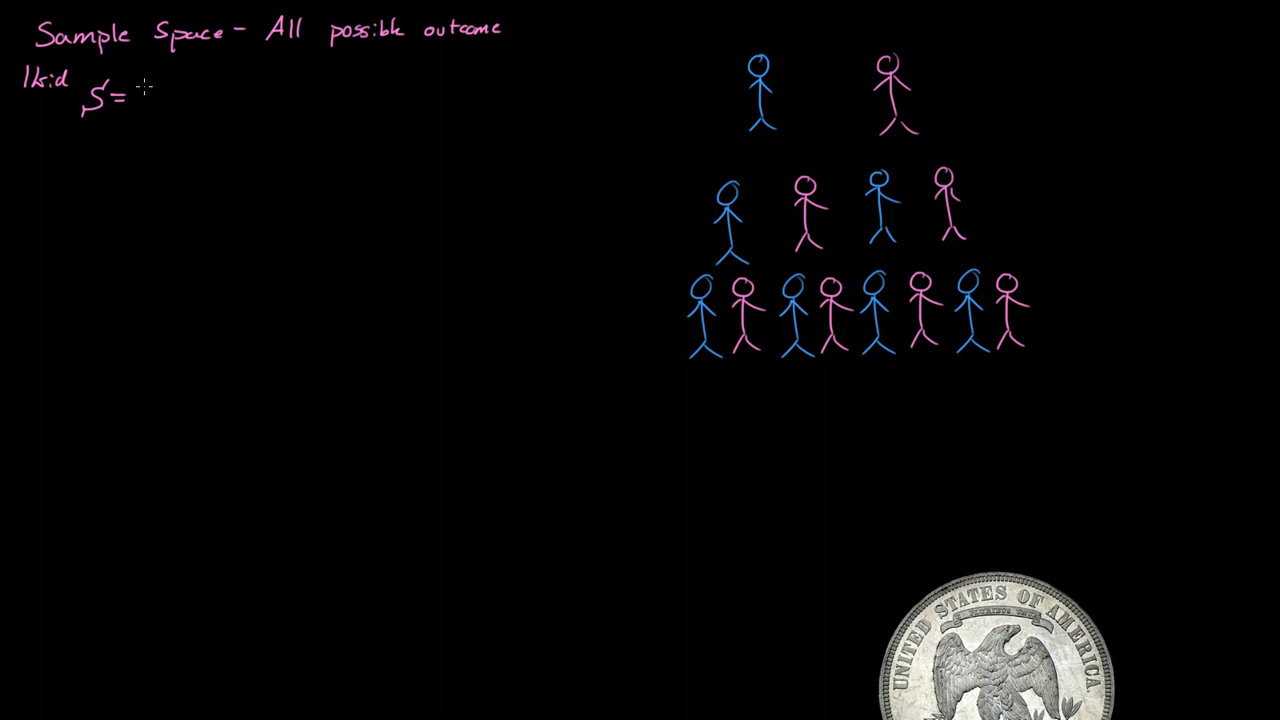 Sample Space - All possible outcome
1kid
S=
UNITED STATES OF AMERICA